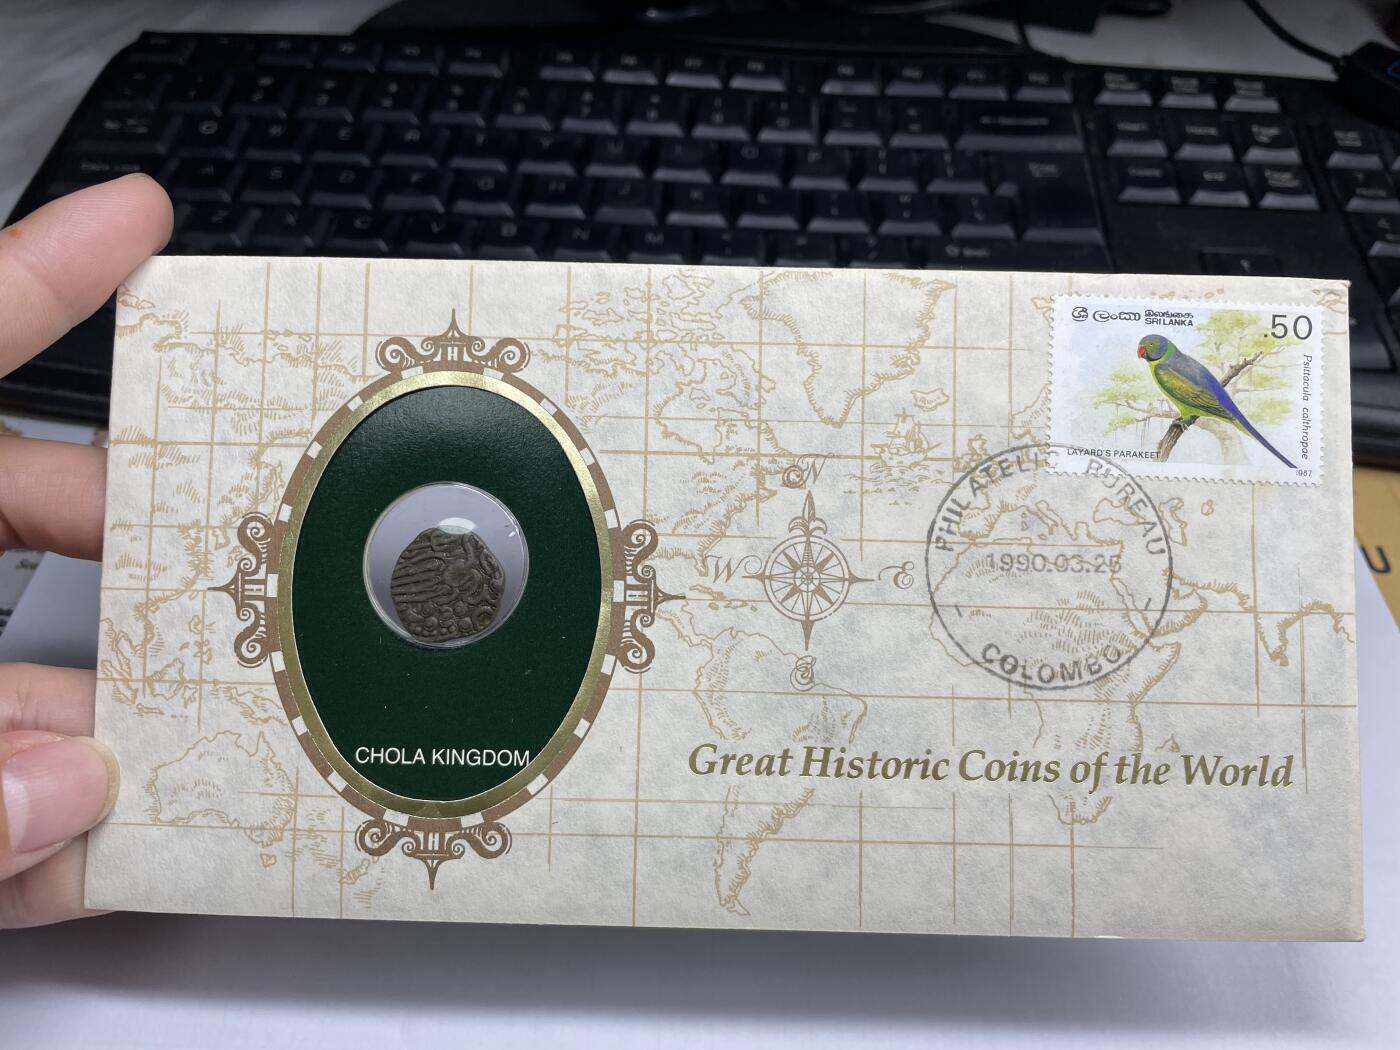 ශ්‍රී ලංකා இலங்கை
SRI LANKA
.50
Psittacula calthropae
LAYARD'S PARAKEET
1987
PHILATELIC BUREAU
1990.03.26
COLOMBO
N
W
E
S
CHOLA KINGDOM
Great Historic Coins of the World